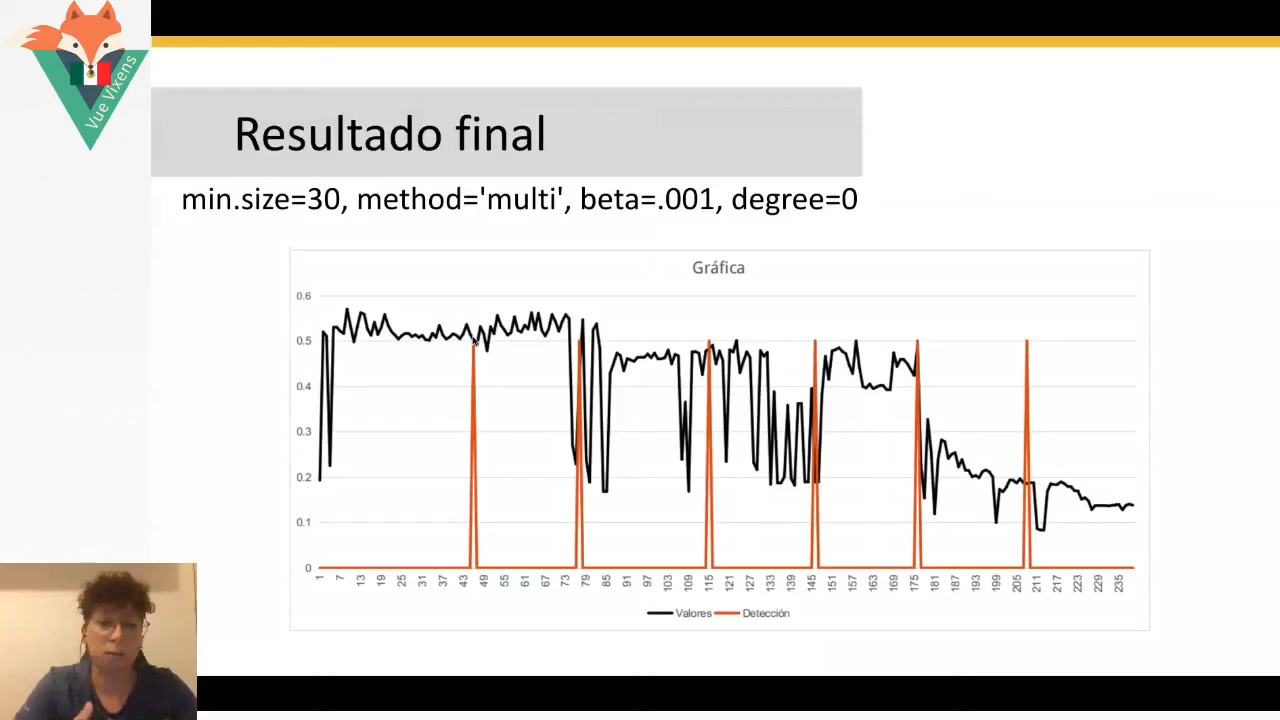 Vue Vixens
Resultado final
min.size=30, method='multi', beta=.001, degree=0
Gráfica
0.6
0.5
0.4
0.3
0.2
0.1
0
1 7 13 19 25 31 37 43 49 55 61 67 73 79 85 91 97 103 109 115 121 127 133 139 145 151 157 163 169 175 181 187 193 199 205 211 217 223 229 235
Valores Detección